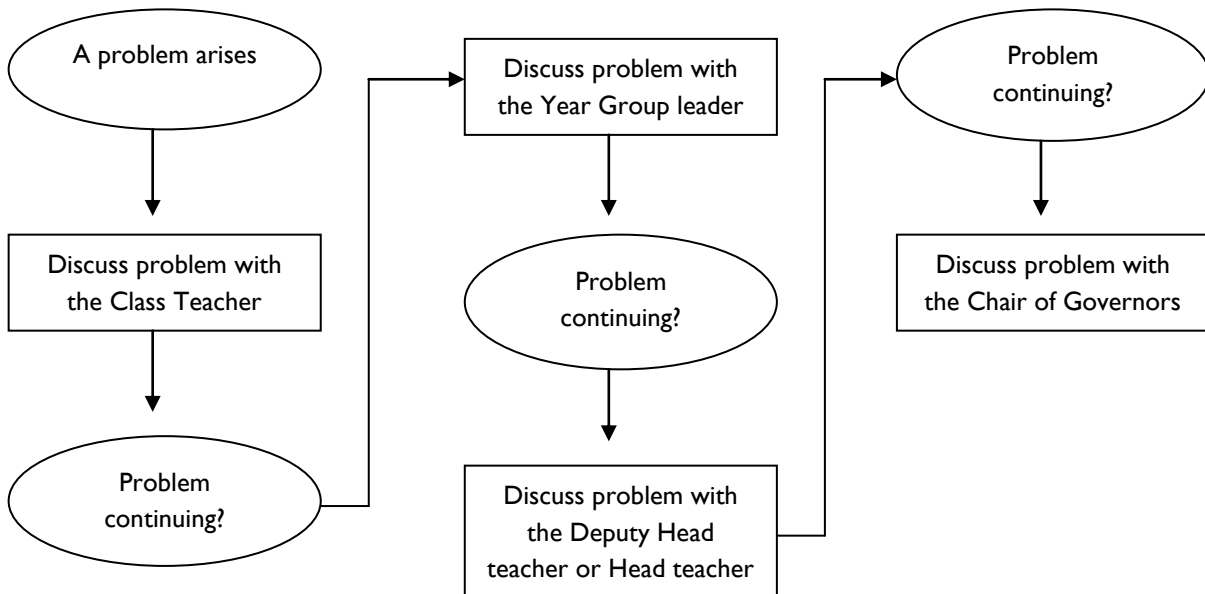 A problem arises
Discuss problem with
the Class Teacher
Problem
continuing?
Discuss problem with
the Year Group leader
Problem
continuing?
Discuss problem with
the Deputy Head
teacher or Head teacher
Problem
continuing?
Discuss problem with
the Chair of Governors